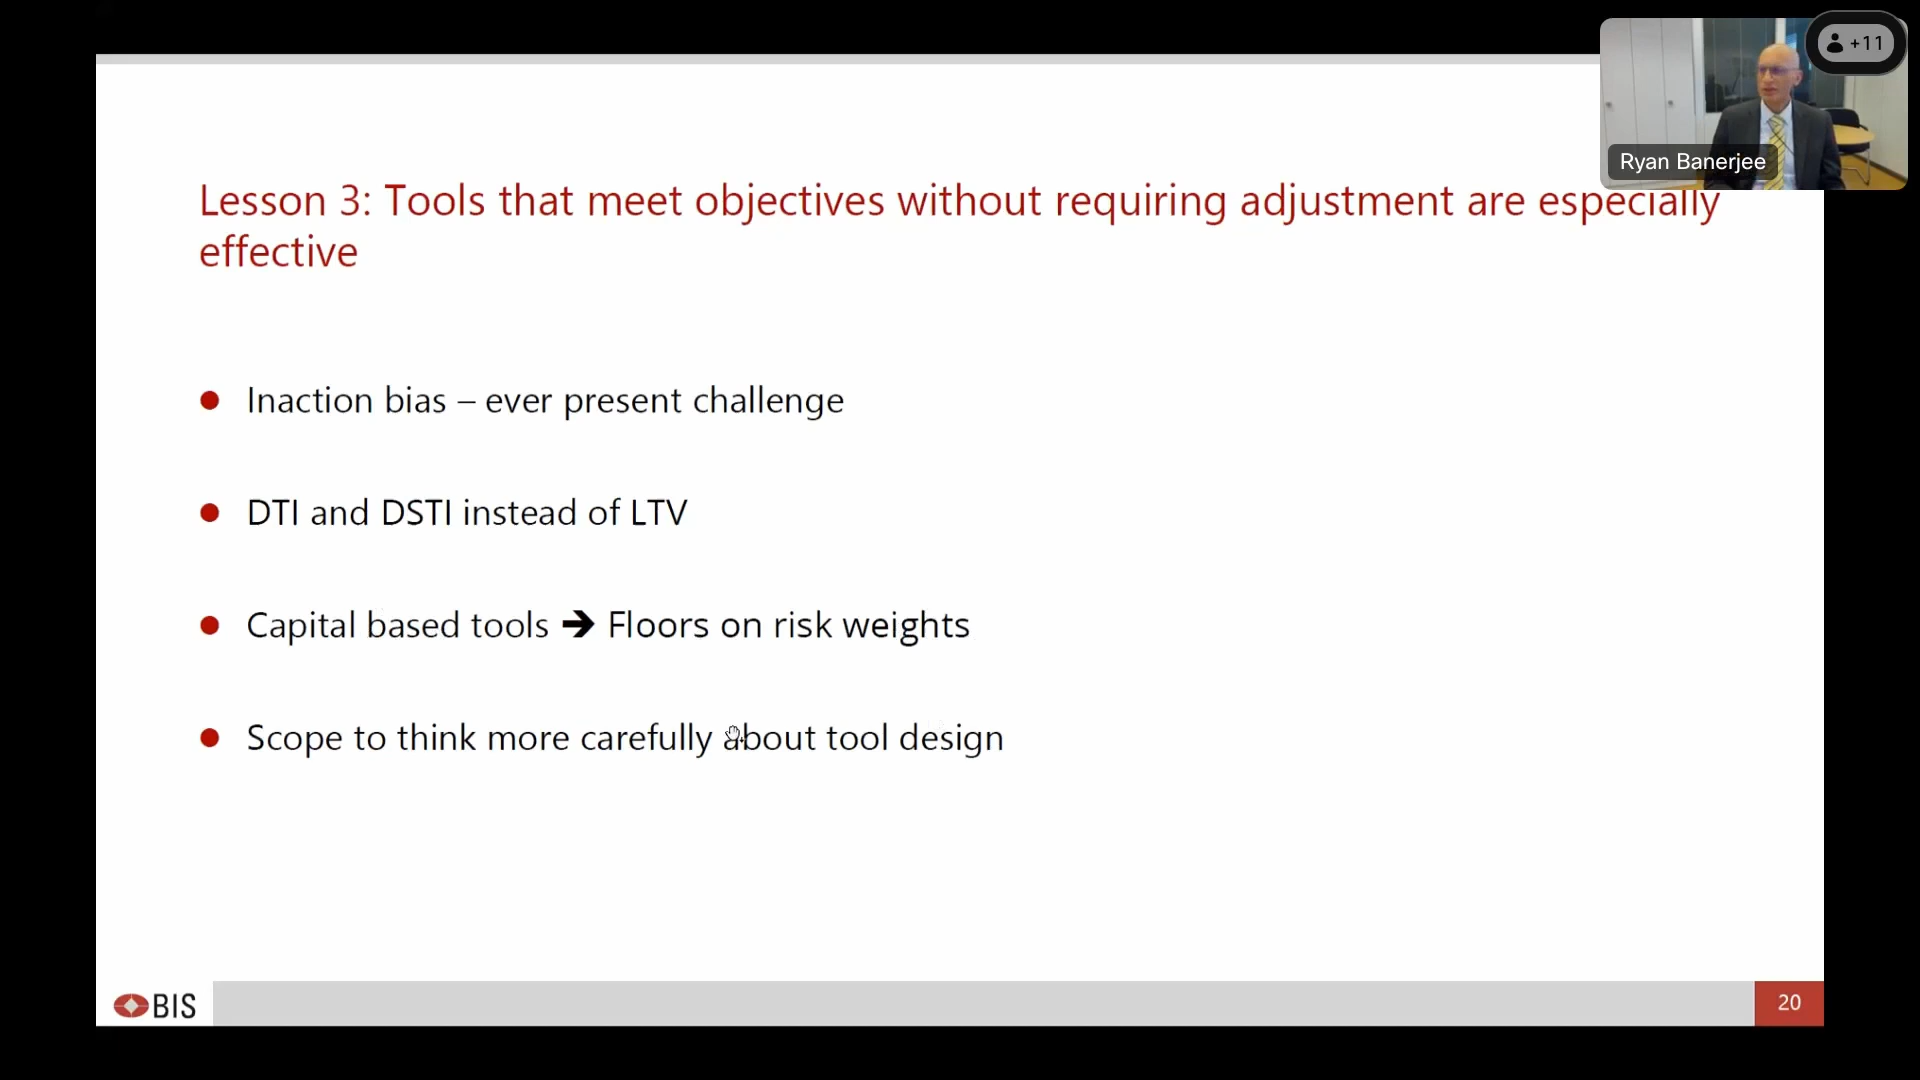 +11
Ryan Banerjee
Lesson 3: Tools that meet objectives without requiring adjustment are especially
effective
Inaction bias – ever present challenge
DTI and DSTI instead of LTV
Capital based tools ➔ Floors on risk weights
Scope to think more carefully about tool design
BIS
20